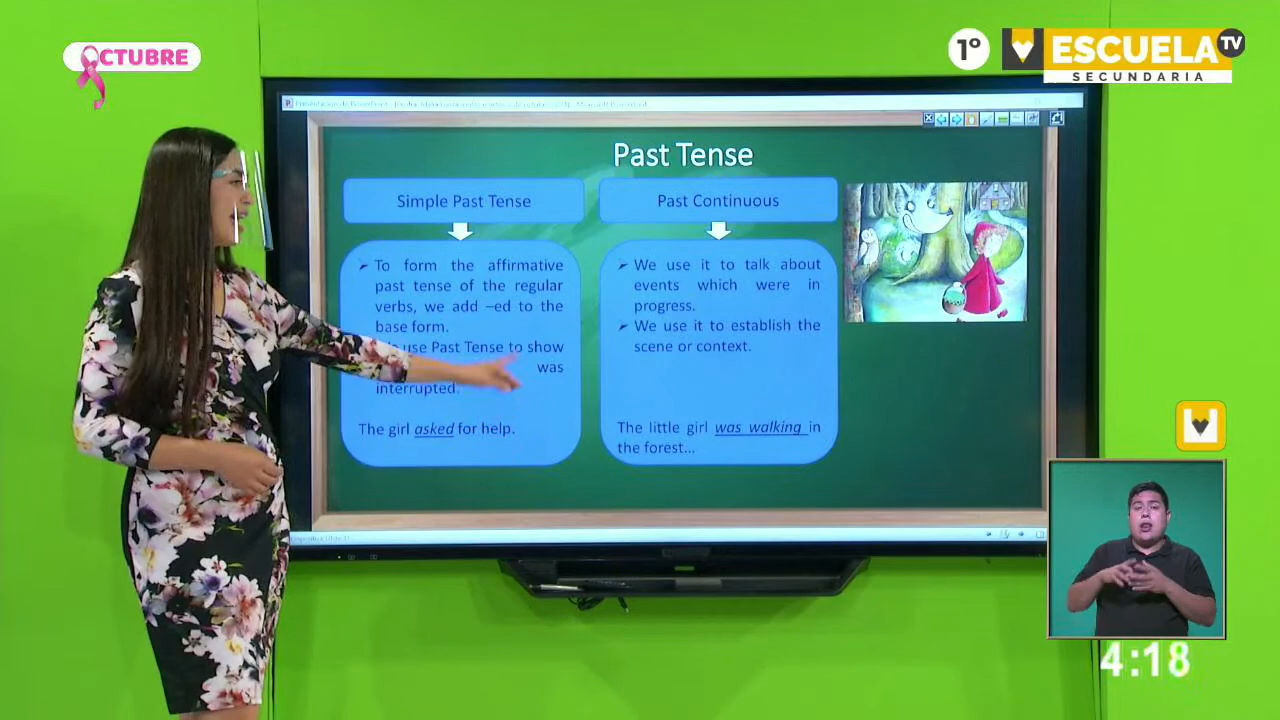 OCTUBRE
1º
ESCUELA TV
SECUNDARIA
Past Tense
Simple Past Tense
➤ To form the affirmative
past tense of the regular
verbs, we add –ed to the
base form.
use Past Tense to show
was
interrupted.
The girl asked for help.
Past Continuous
➤ We use it to talk about
events which were in
progress.
➤ We use it to establish the
scene or context.
The little girl was walking in
the forest...
4:18